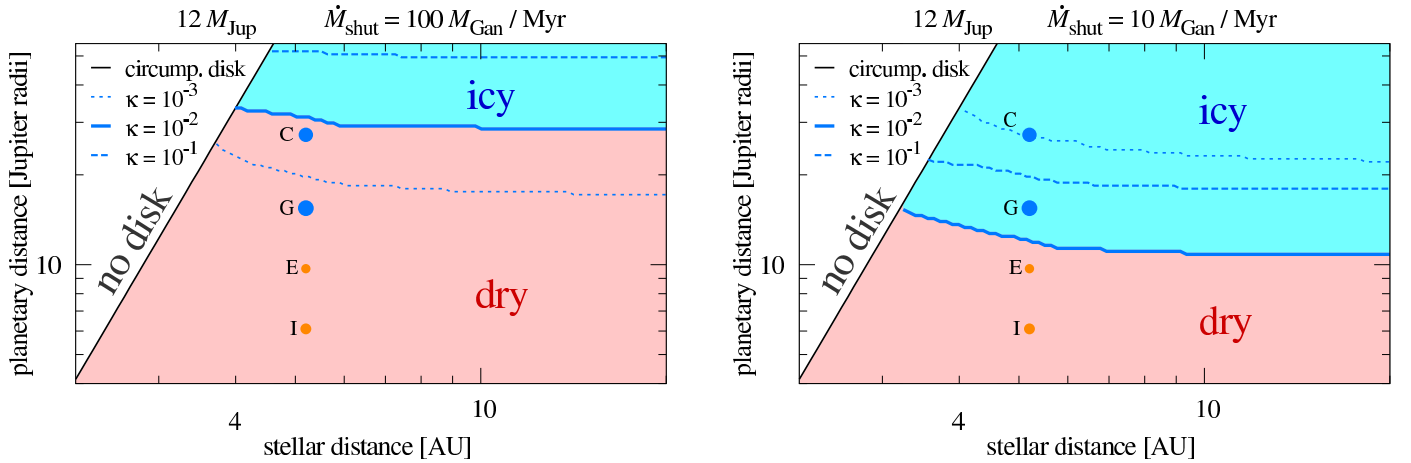 12 M_Jup Ṁ_shut = 100 M_Gan / Myr
circump. disk
κ = 10^-3
κ = 10^-2
κ = 10^-1
no disk
icy
dry
C
G
E
I
10
4
10
planetary distance [Jupiter radii]
stellar distance [AU]
12 M_Jup Ṁ_shut = 10 M_Gan / Myr
circump. disk
κ = 10^-3
κ = 10^-2
κ = 10^-1
no disk
icy
dry
C
G
E
I
10
4
10
planetary distance [Jupiter radii]
stellar distance [AU]